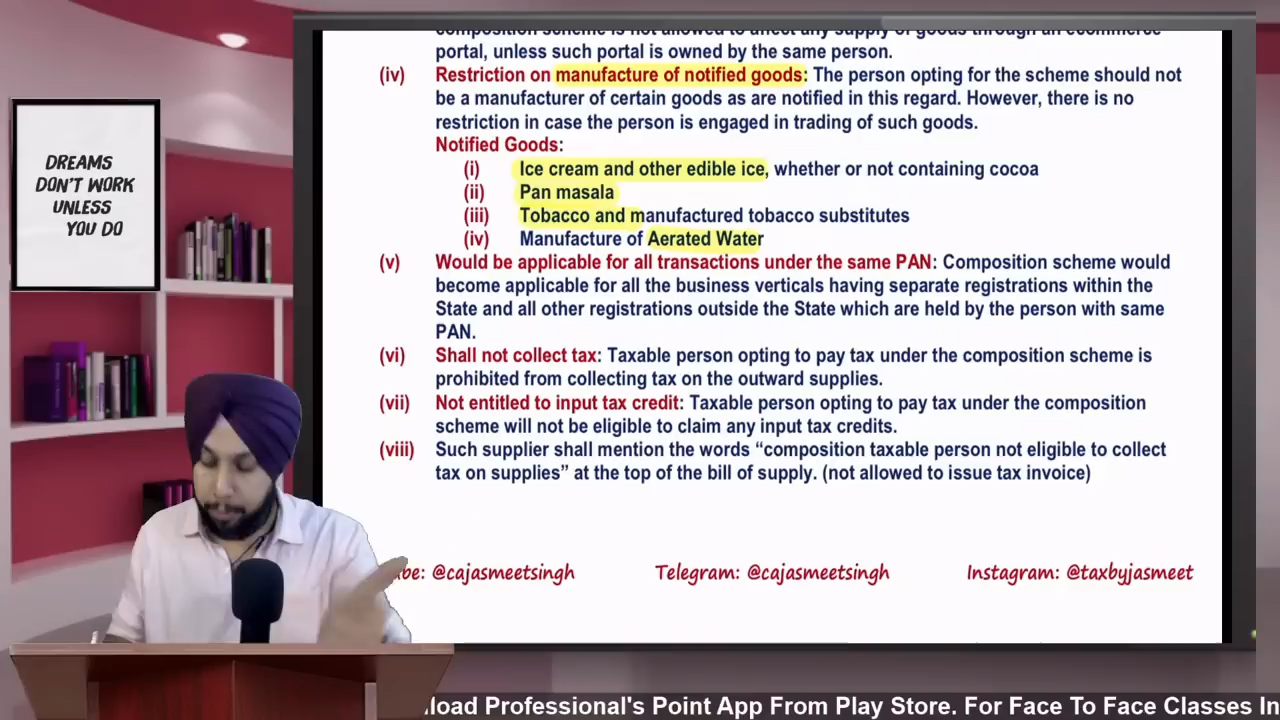 DREAMS
DON'T WORK
UNLESS
YOU DO
portal, unless such portal is owned by the same person.
(iv) Restriction on manufacture of notified goods: The person opting for the scheme should not
be a manufacturer of certain goods as are notified in this regard. However, there is no
restriction in case the person is engaged in trading of such goods.
Notified Goods:
(i) Ice cream and other edible ice, whether or not containing cocoa
(ii) Pan masala
(iii) Tobacco and manufactured tobacco substitutes
(iv) Manufacture of Aerated Water
(v) Would be applicable for all transactions under the same PAN: Composition scheme would
become applicable for all the business verticals having separate registrations within the
State and all other registrations outside the State which are held by the person with same
PAN.
(vi) Shall not collect tax: Taxable person opting to pay tax under the composition scheme is
prohibited from collecting tax on the outward supplies.
(vii) Not entitled to input tax credit: Taxable person opting to pay tax under the composition
scheme will not be eligible to claim any input tax credits.
(viii) Such supplier shall mention the words “composition taxable person not eligible to collect
tax on supplies” at the top of the bill of supply. (not allowed to issue tax invoice)
@cajasmeetsingh Telegram: @cajasmeetsingh Instagram: @taxbyjasmeet
Professional's Point App From Play Store. For Face To Face Classes In